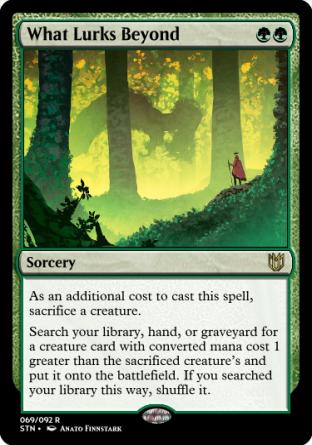 What Lurks Beyond
Sorcery
As an additional cost to cast this spell,
sacrifice a creature.
Search your library, hand, or graveyard for
a creature card with converted mana cost 1
greater than the sacrificed creature's and
put it onto the battlefield. If you searched
your library this way, shuffle it.
069/092 R
STN • Anato Finnstark